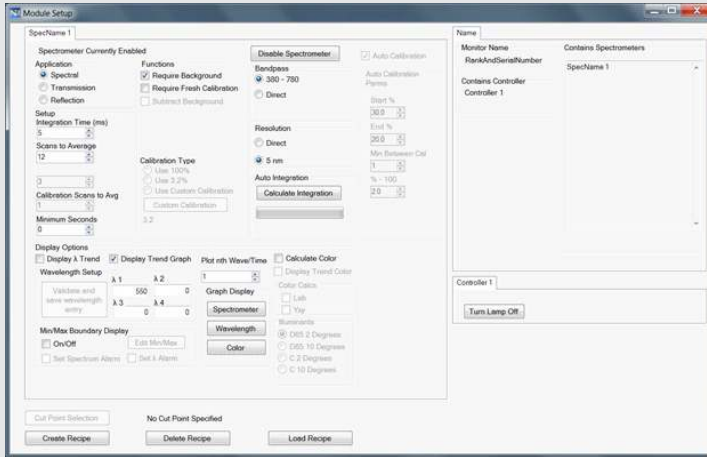 Module Setup
SpecName 1
Spectrometer Currently Enabled
Disable Spectrometer
Auto Calibration
Application
Spectral
Transmission
Reflection
Functions
Require Background
Require Fresh Calibration
Subtract Background
Bandpass
380 - 780
Direct
Auto Calibration
Perms
Start %
30.0
End %
20.0
Min Between Cal
1
% - 100
2.0
Setup
Integration Time (ms)
5
Scans to Average
12
3
Calibration Scans to Avg
1
Minimum Seconds
0
Calibration Type
Use 100%
Use 3.2%
Use Custom Calibration
Custom Calibration
3.2
Resolution
Direct
5 nm
Auto Integration
Calculate Integration
Display Options
Display λ Trend
Display Trend Graph
Plot nth Wave/Time
1
Calculate Color
Display Trend Color
Wavelength Setup
Validate and
save wavelength
entry
λ 1
λ 2
550
0
λ 3
λ 4
0
0
Graph Display
Spectrometer
Wavelength
Color
Color Calcs
Lab
Yxy
Illuminants
D65 2 Degrees
D65 10 Degrees
C 2 Degrees
C 10 Degrees
Min/Max Boundary Display
On/Off
Edit Min/Max
Set Spectrum Alarm
Set λ Alarm
Cut Point Selection
No Cut Point Specified
Create Recipe
Delete Recipe
Load Recipe
Name
Monitor Name
RankAndSerialNumber
Contains Controller
Controller 1
Contains Spectrometers
SpecName 1
Controller 1
Turn Lamp Off